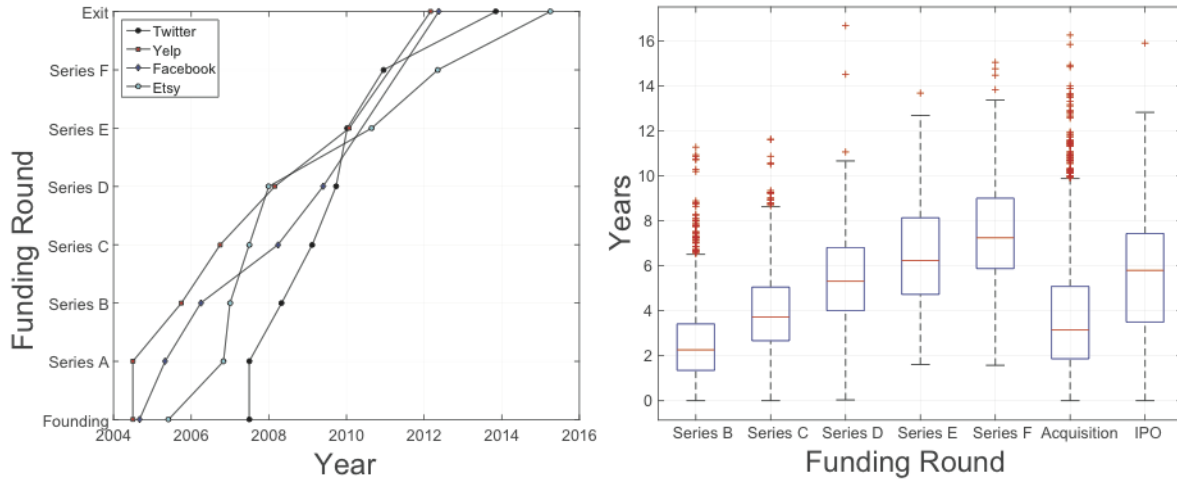 Exit
Series F
Series E
Series D
Series C
Series B
Series A
Founding
Funding Round
Twitter
Yelp
Facebook
Etsy
2004 2006 2008 2010 2012 2014 2016
Year
16
14
12
10
8
6
4
2
0
Years
Series B Series C Series D Series E Series F Acquisition IPO
Funding Round